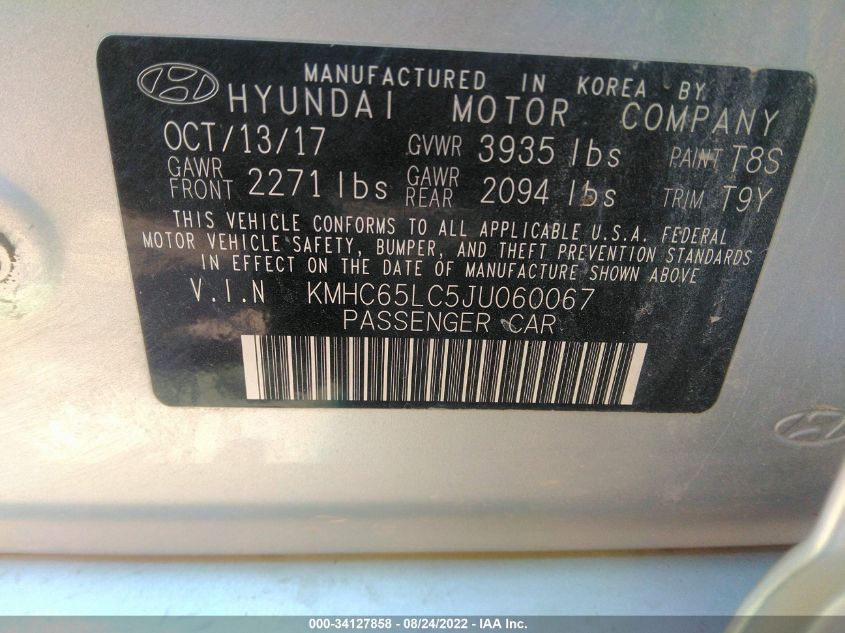 MANUFACTURED IN KOREA BY
HYUNDAI MOTOR COMPANY
OCT/13/17 GVWR 3935 lbs PAINT T8S
GAWR FRONT 2271 lbs GAWR REAR 2094 lbs TRIM T9Y
THIS VEHICLE CONFORMS TO ALL APPLICABLE U.S.A. FEDERAL
MOTOR VEHICLE SAFETY, BUMPER, AND THEFT PREVENTION STANDARDS
IN EFFECT ON THE DATE OF MANUFACTURE SHOWN ABOVE
V.I.N KMHC65LC5JU060067
PASSENGER CAR
000-34127858 - 08/24/2022 - IAA Inc.